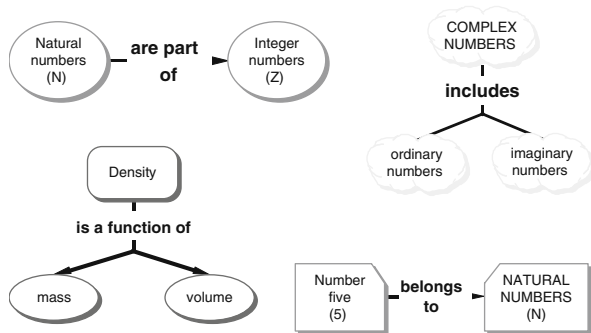 Natural
numbers
(N)
are part
of
Integer
numbers
(Z)
COMPLEX
NUMBERS
includes
ordinary
numbers
imaginary
numbers
Density
is a function of
mass
volume
Number
five
(5)
belongs
to
NATURAL
NUMBERS
(N)